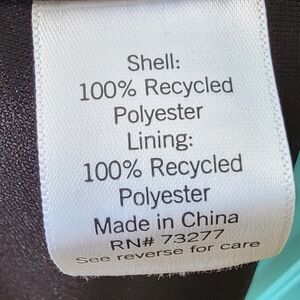 Shell:
100% Recycled
Polyester
Lining:
100% Recycled
Polyester
Made in China
RN# 73277
See reverse for care